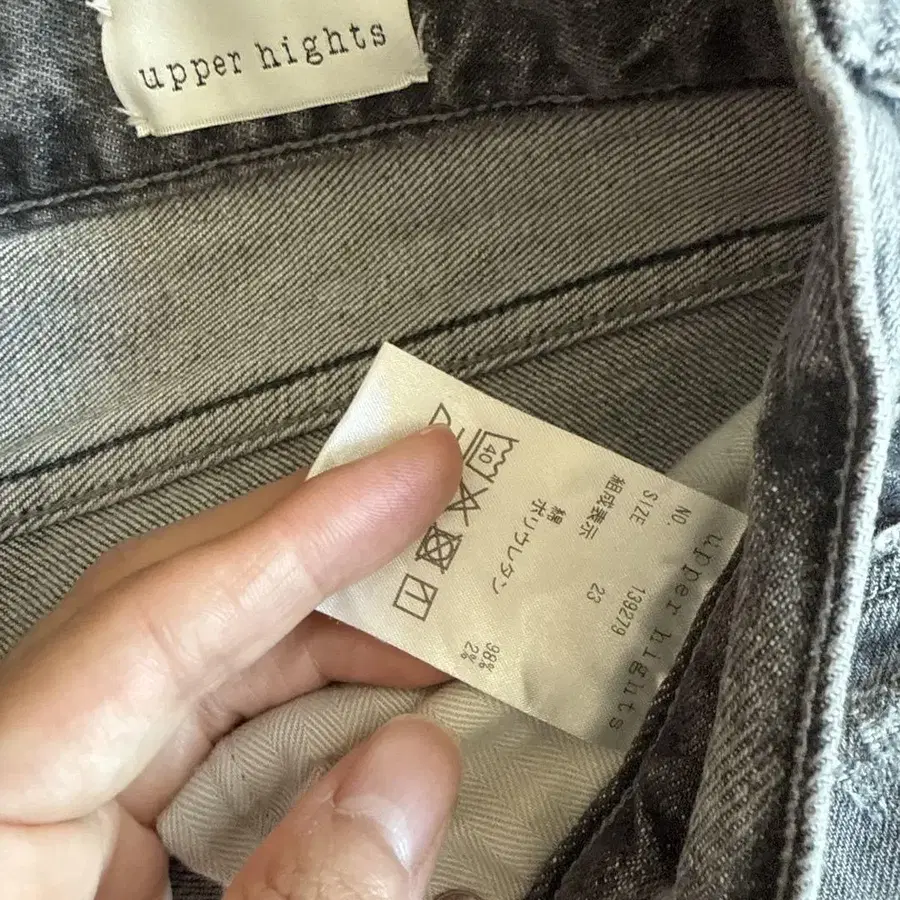 upper hights
upper hights
NO. 139279
SIZE 23
組成表示
綿 98%
ポリウレタン 2%
40